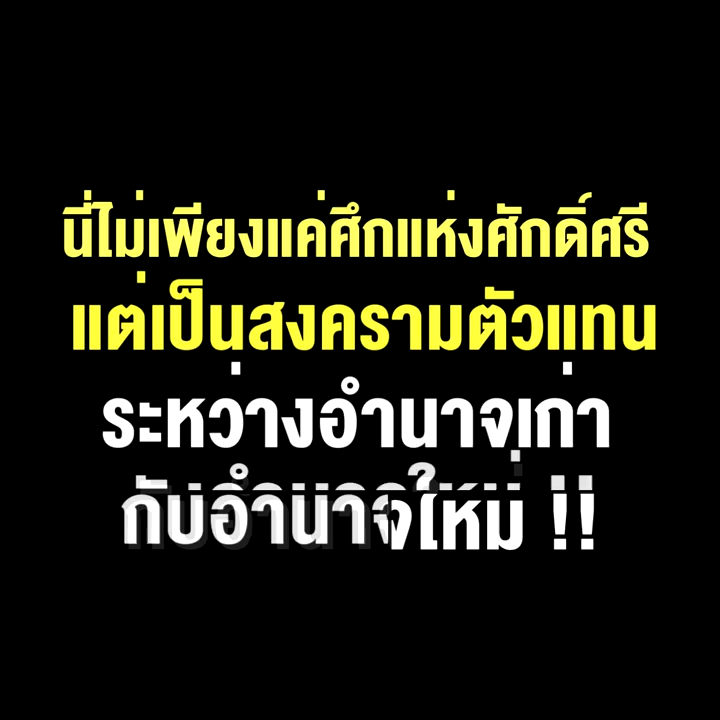 นี่ไม่เพียงแค่ศึกแห่งศักดิ์ศรี
แต่เป็นสงครามตัวแทน
ระหว่างอำนาจเก่า
กับอำนาจใหม่ !!